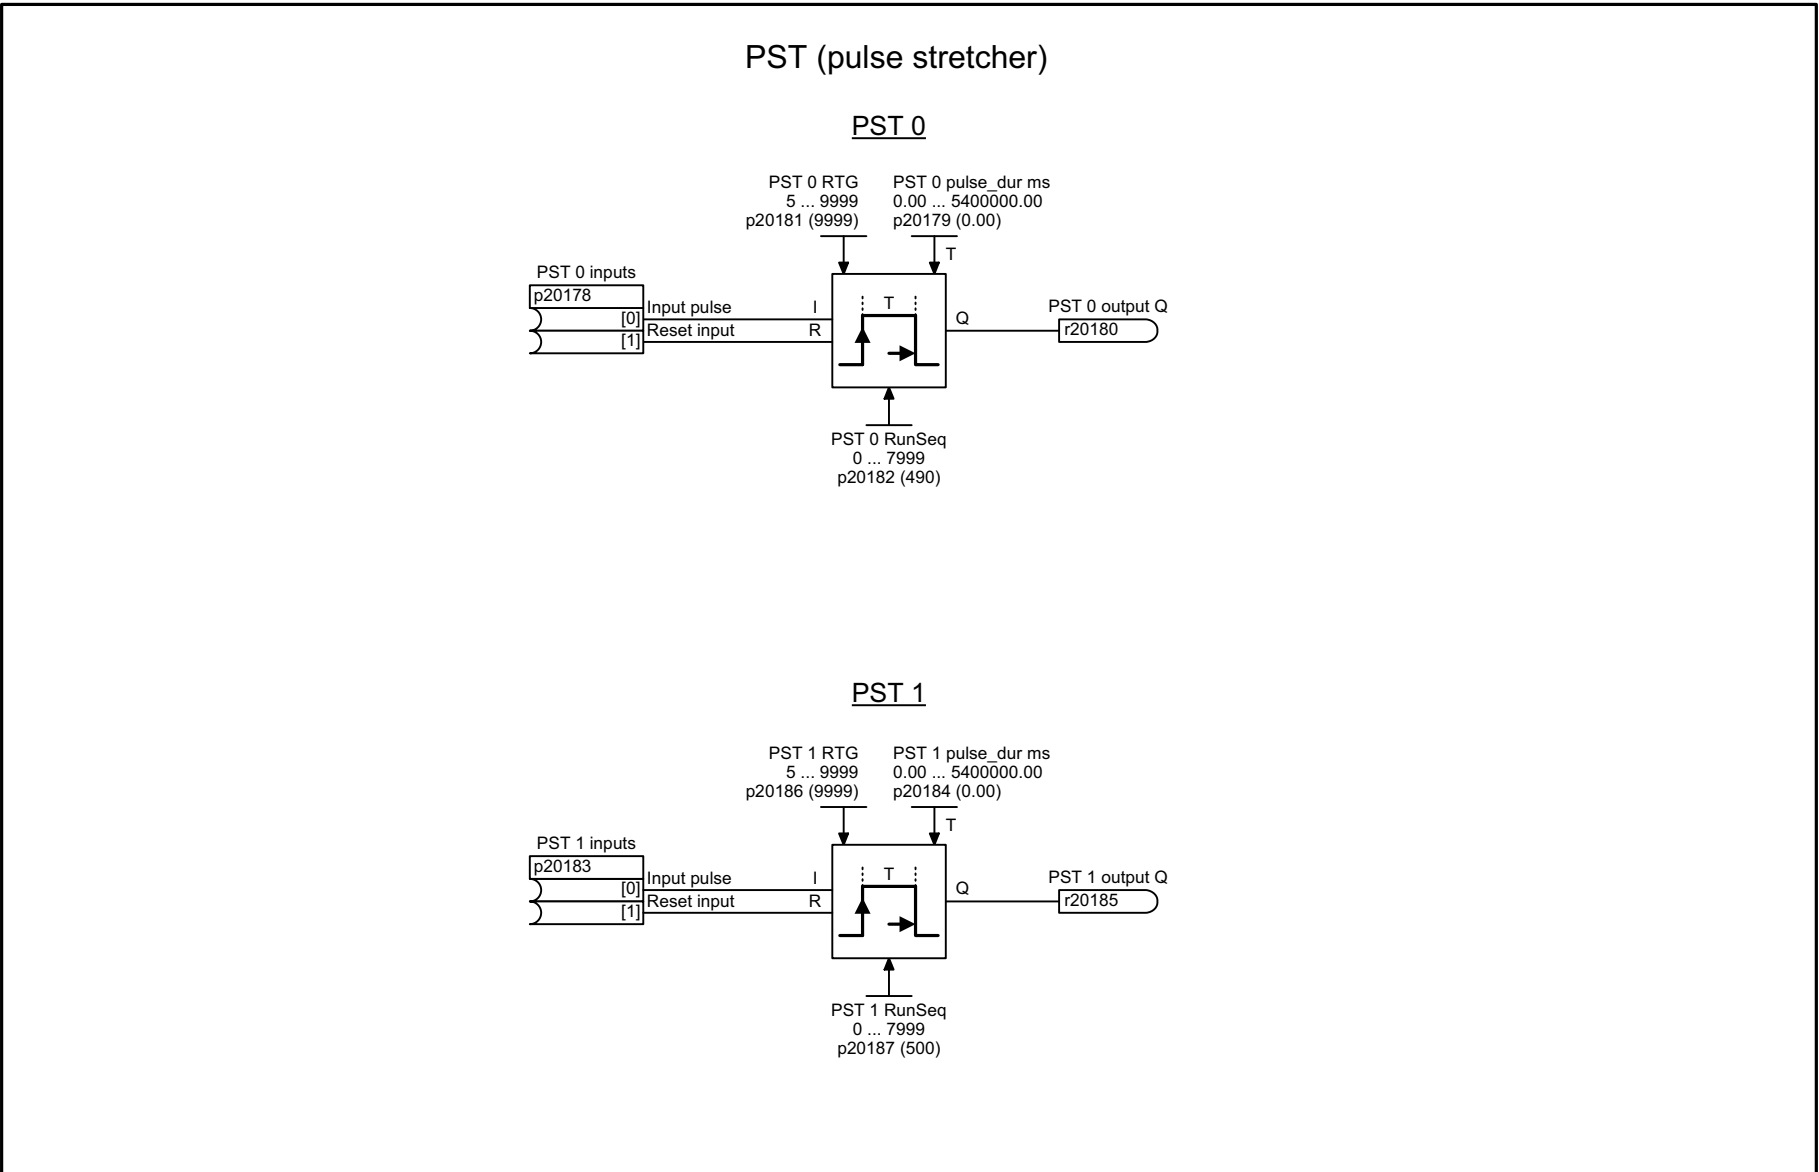 PST (pulse stretcher)
PST 0
PST 0 RTG
5 ... 9999
p20181 (9999)
PST 0 pulse_dur ms
0.00 ... 5400000.00
p20179 (0.00)
T
PST 0 inputs
p20178
[0]
[1]
Input pulse
Reset input
I
R
T
Q
PST 0 output Q
r20180
PST 0 RunSeq
0 ... 7999
p20182 (490)
PST 1
PST 1 RTG
5 ... 9999
p20186 (9999)
PST 1 pulse_dur ms
0.00 ... 5400000.00
p20184 (0.00)
T
PST 1 inputs
p20183
[0]
[1]
Input pulse
Reset input
I
R
T
Q
PST 1 output Q
r20185
PST 1 RunSeq
0 ... 7999
p20187 (500)